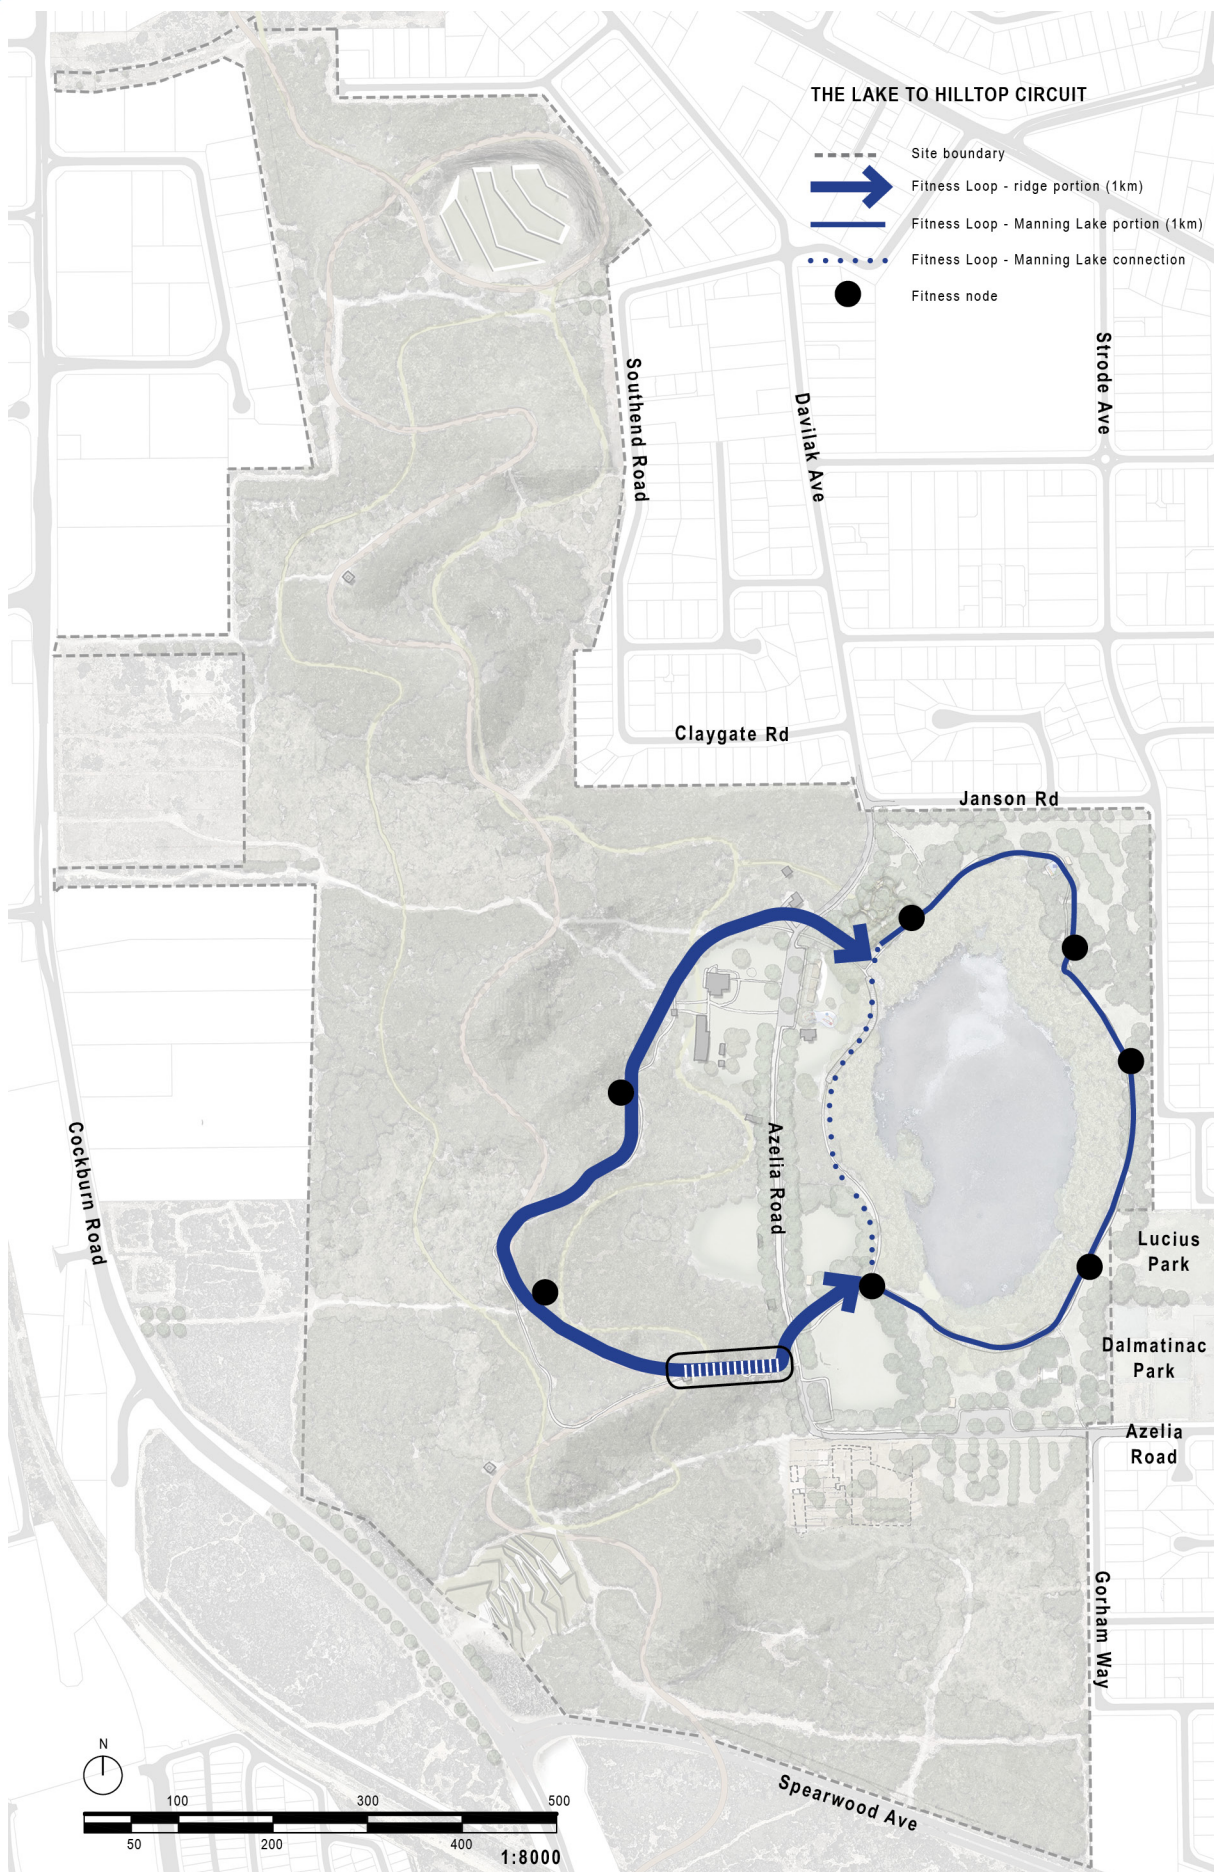 THE LAKE TO HILLTOP CIRCUIT
Site boundary
Fitness Loop - ridge portion (1km)
Fitness Loop - Manning Lake portion (1km)
Fitness Loop - Manning Lake connection
Fitness node
Strode Ave
Southend Road
Davilak Ave
Claygate Rd
Janson Rd
Cockburn Road
Azelia Road
Lucius
Park
Dalmatinac
Park
Azelia
Road
Gorham Way
Spearwood Ave
N
100 300 500
50 200 400
1:8000